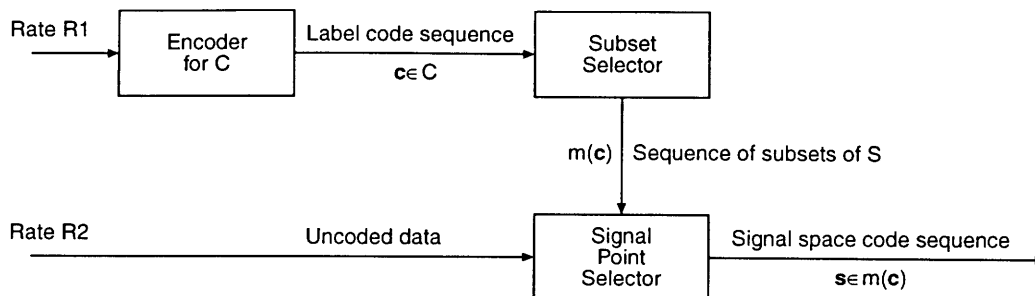 Rate R1
Encoder
for C
Label code sequence
c∈ C
Subset
Selector
m(c)
Sequence of subsets of S
Rate R2
Uncoded data
Signal
Point
Selector
Signal space code sequence
s∈ m(c)